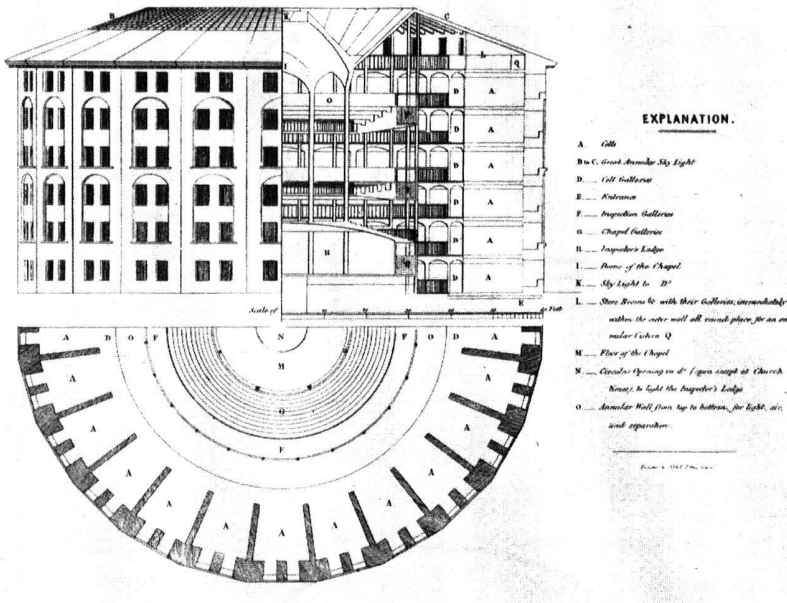 B
K
C
I
L
Q
G
D A
D A
D A
D A
D A
H
D A
E
Scale of
Feet
A D O F N F O D A
M
G
F
A A A A A A A A A A
EXPLANATION.
A Cells
B to C. Great Annular Sky Light
D Cell Galleries
E Entrance
F Inspection Galleries
G Chapel Galleries
H Inspector's Lodge
I Dome of the Chapel
K Sky Light to Do
L Store Rooms &c with their Galleries, immediately
within the outer wall all round place for an an
nular Cistern Q
M Floor of the Chapel
N Circular Opening in do (open except at Church
times), to light the Inspector's Lodge
O Annular Wall from top to bottom, for light, air,
and separation.